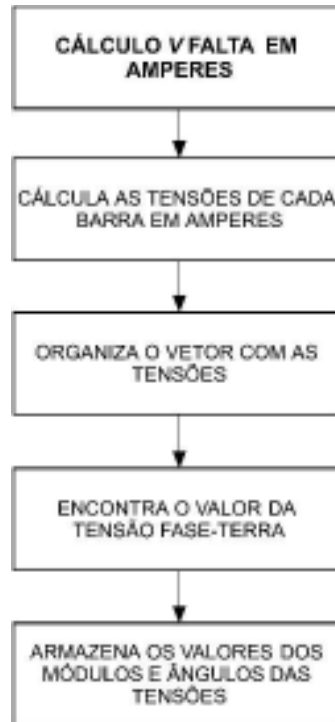 CÁLCULO V FALTA EM
AMPERES
CÁLCULA AS TENSÕES DE CADA
BARRA EM AMPERES
ORGANIZA O VETOR COM AS
TENSÕES
ENCONTRA O VALOR DA
TENSÃO FASE-TERRA
ARMAZENA OS VALORES DOS
MÓDULOS E ÂNGULOS DAS
TENSÕES